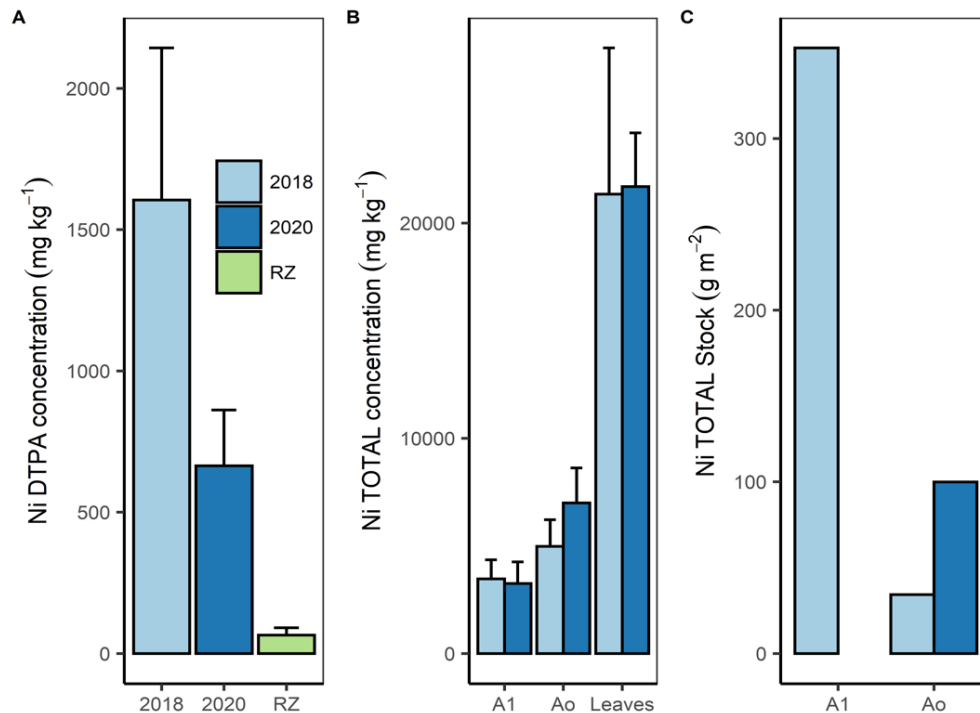 A
Ni DTPA concentration (mg kg⁻¹)
2000
1500
1000
500
0
2018
2020
RZ
2018 2020 RZ
B
Ni TOTAL concentration (mg kg⁻¹)
20000
10000
0
A1 Ao Leaves
C
Ni TOTAL Stock (g m⁻²)
300
200
100
0
A1 Ao